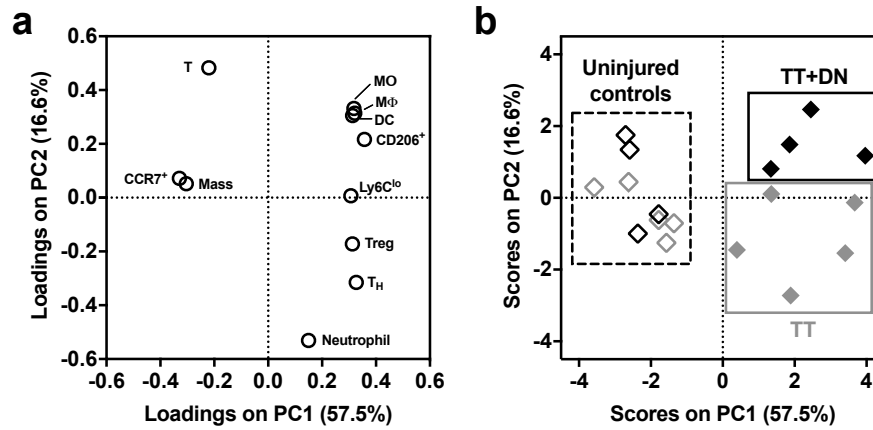 a
Loadings on PC2 (16.6%)
0.6
0.4
0.2
0.0
-0.2
-0.4
-0.6
T
MO
MΦ
DC
CD206⁺
CCR7⁺
Mass
Ly6Cˡᵒ
Treg
T_H
Neutrophil
-0.6 -0.4 -0.2 0.0 0.2 0.4 0.6
Loadings on PC1 (57.5%)
b
Scores on PC2 (16.6%)
4
2
0
-2
-4
Uninjured
controls
TT+DN
TT
-4 -2 0 2 4
Scores on PC1 (57.5%)